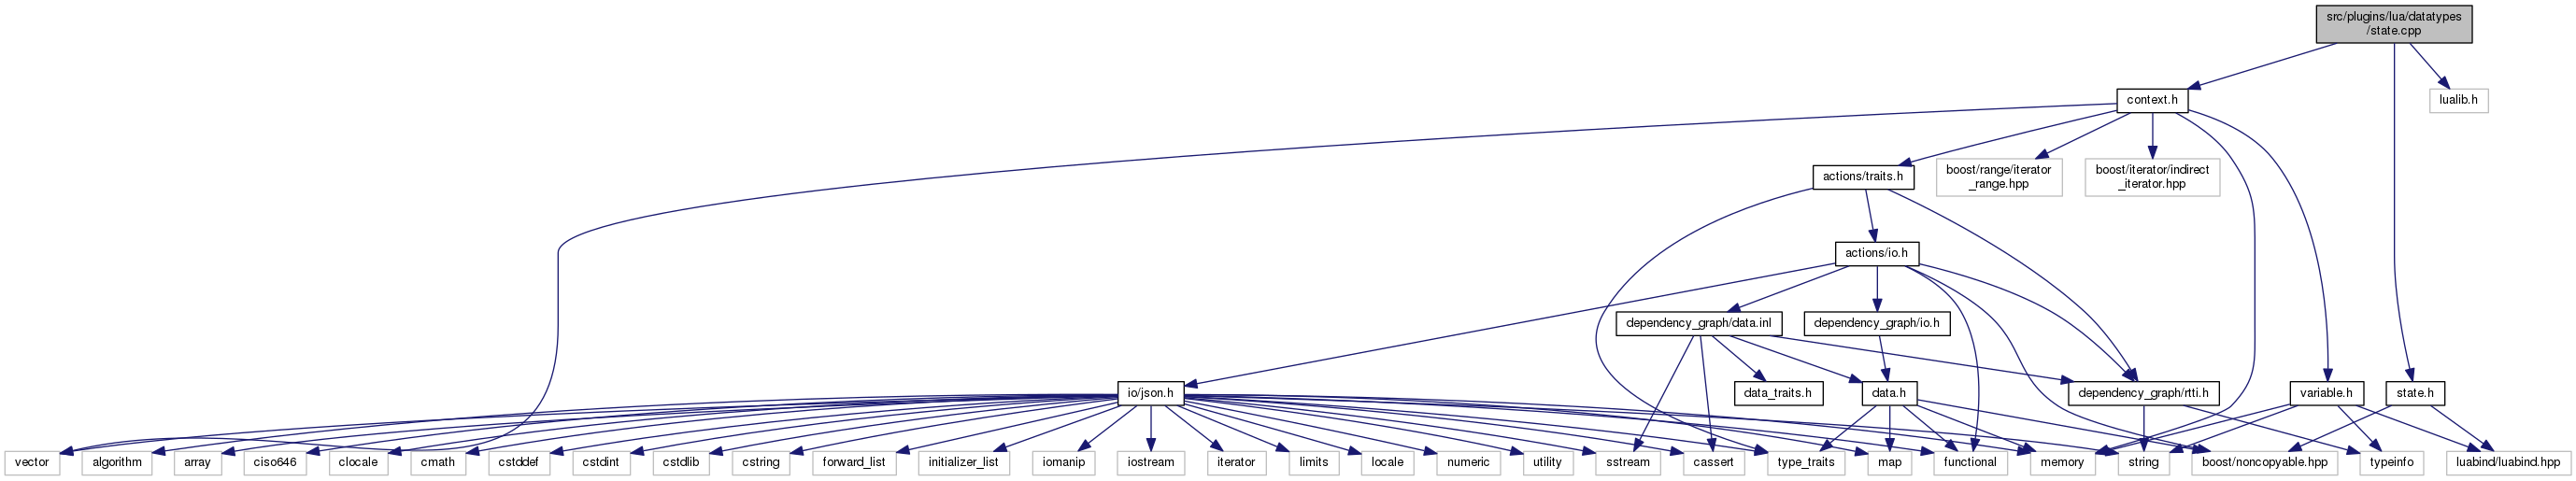 src/plugins/lua/datatypes
/state.cpp
context.h
lualib.h
actions/traits.h
boost/range/iterator
_range.hpp
boost/iterator/indirect
_iterator.hpp
actions/io.h
dependency_graph/data.inl
dependency_graph/io.h
io/json.h
data_traits.h
data.h
dependency_graph/rtti.h
variable.h
state.h
vector
algorithm
array
ciso646
clocale
cmath
cstddef
cstdint
cstdlib
cstring
forward_list
initializer_list
iomanip
iostream
iterator
limits
locale
numeric
utility
sstream
cassert
type_traits
map
functional
memory
string
boost/noncopyable.hpp
typeinfo
luabind/luabind.hpp